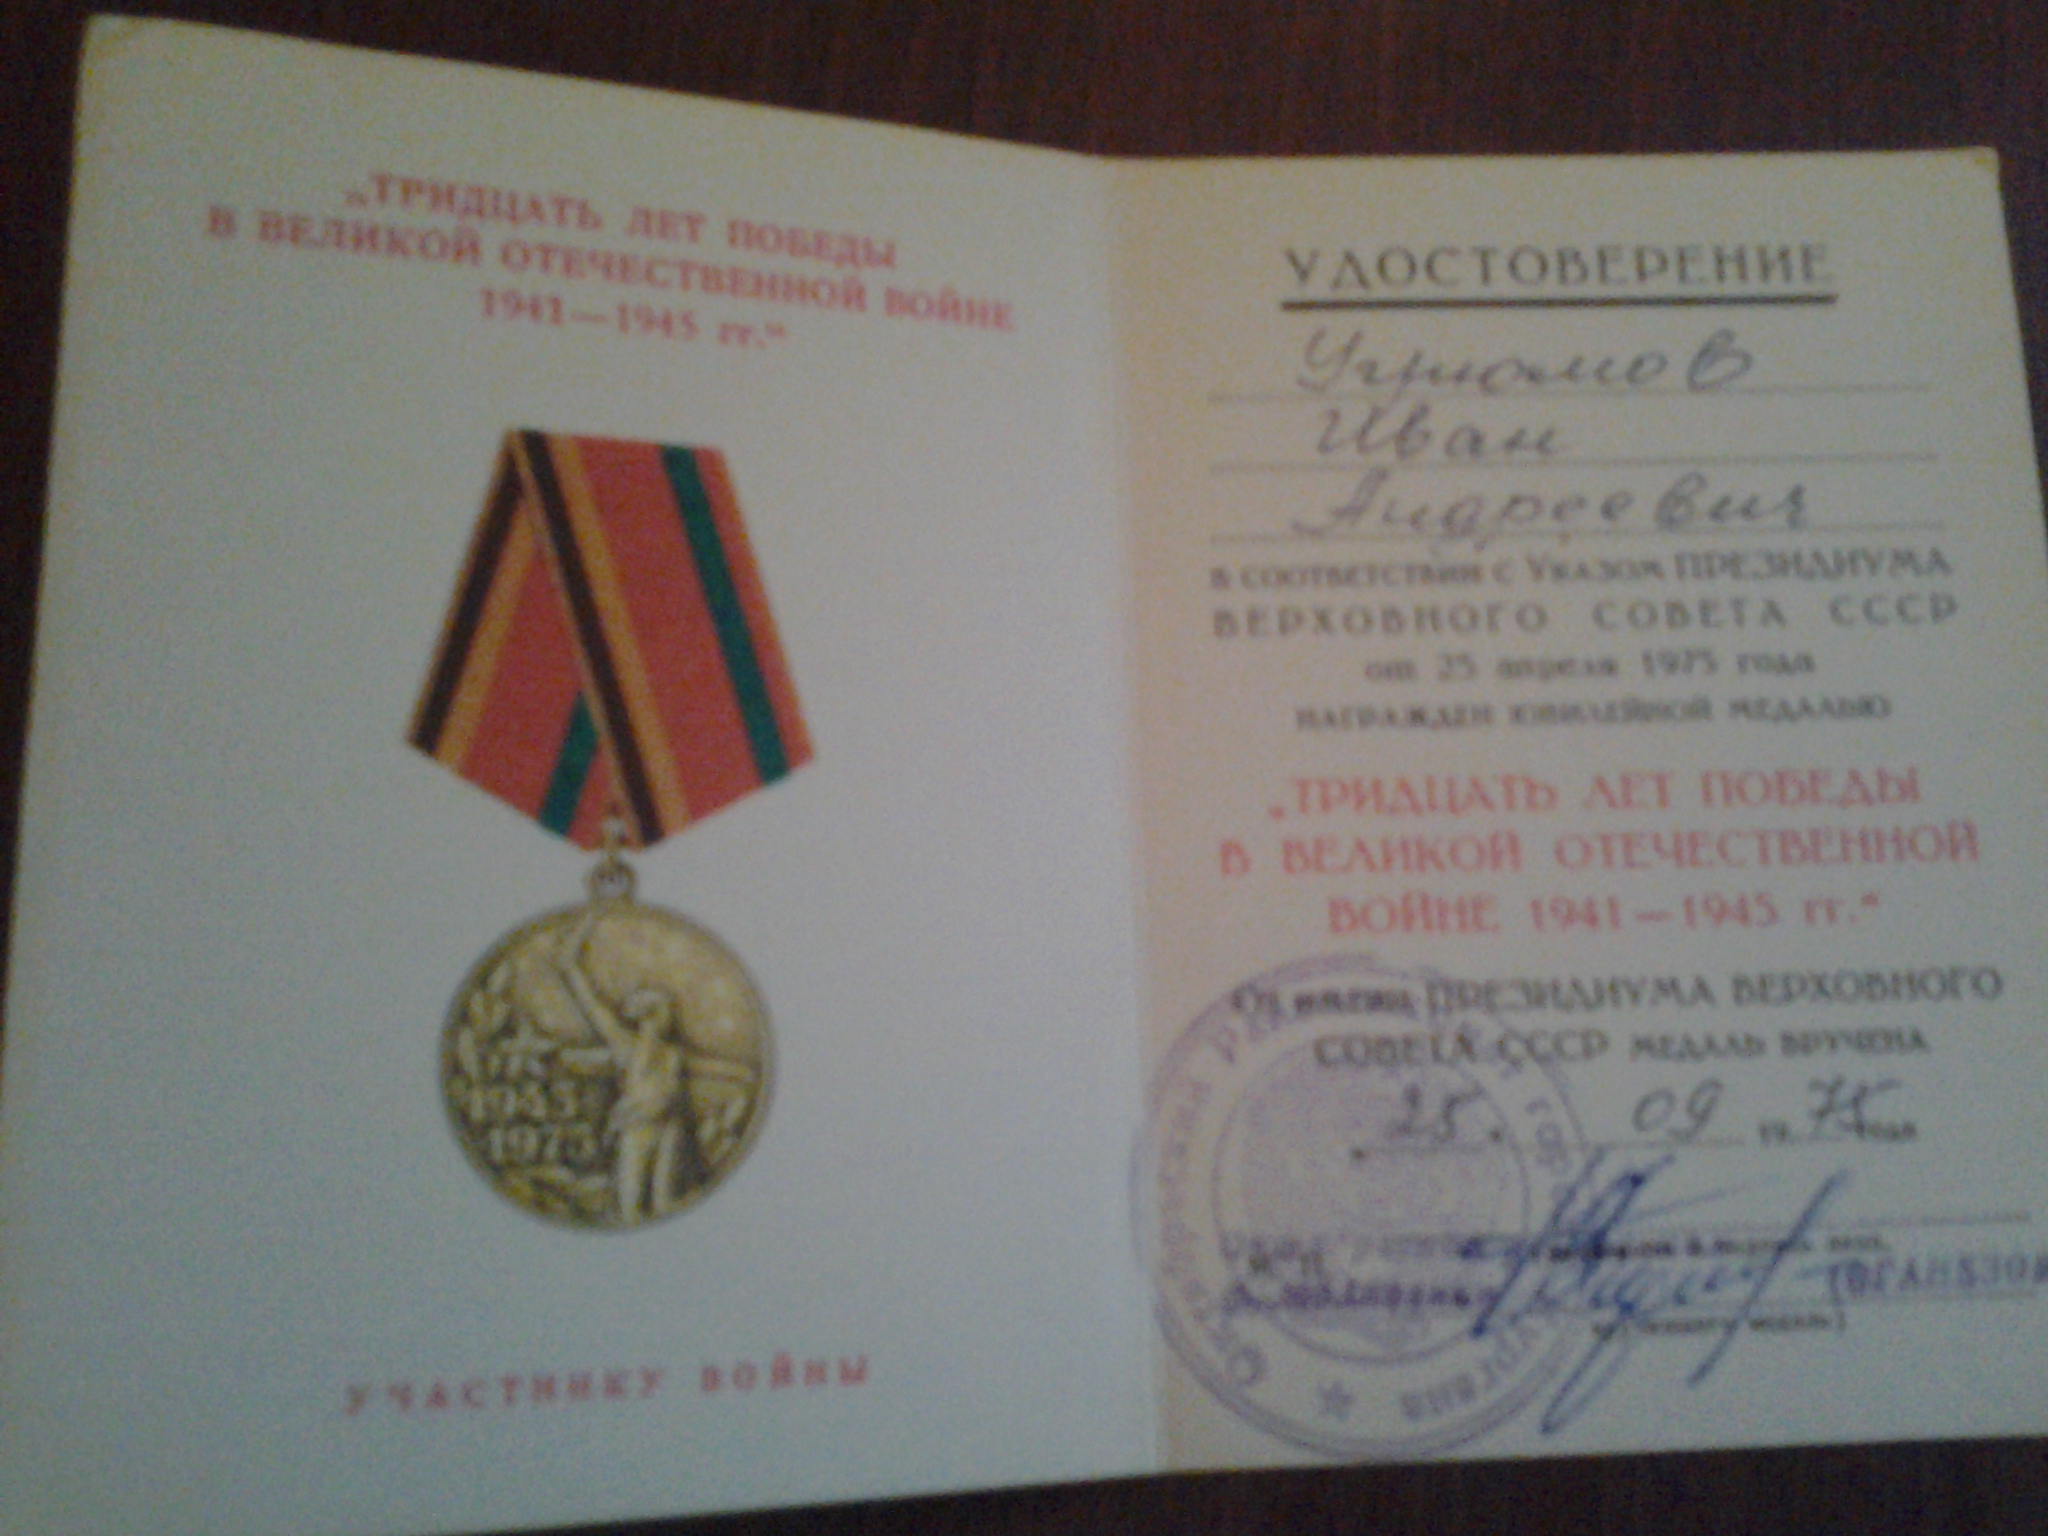 „ТРИДЦАТЬ ЛЕТ ПОБЕДЫ
В ВЕЛИКОЙ ОТЕЧЕСТВЕННОЙ ВОЙНЕ
1941—1945 гг.“
1945
1975
УЧАСТНИКУ ВОЙНЫ
УДОСТОВЕРЕНИЕ
Угрюмов
Иван
Андреевич
в соответствии с Указом ПРЕЗИДИУМА
ВЕРХОВНОГО СОВЕТА СССР
от 25 апреля 1975 года
НАГРАЖДЕН ЮБИЛЕЙНОЙ МЕДАЛЬЮ
„ТРИДЦАТЬ ЛЕТ ПОБЕДЫ
В ВЕЛИКОЙ ОТЕЧЕСТВЕННОЙ
ВОЙНЕ 1941—1945 гг.“
От имени ПРЕЗИДИУМА ВЕРХОВНОГО
СОВЕТА СССР МЕДАЛЬ ВРУЧЕНА
25. 09 1975 года